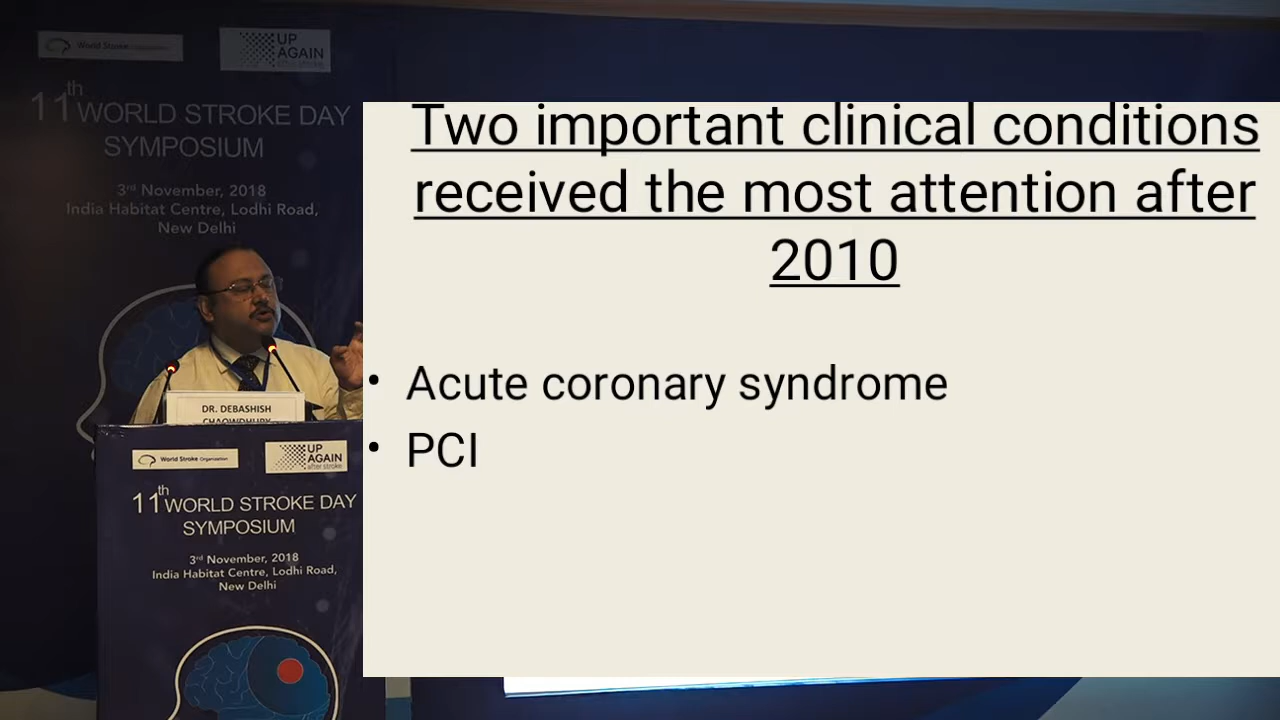 World Stroke Organization
UP
AGAIN
after stroke
11th WORLD STROKE DAY
SYMPOSIUM
3rd November, 2018
India Habitat Centre, Lodhi Road,
New Delhi
Two important clinical conditions
received the most attention after
2010
• Acute coronary syndrome
• PCI
DR. DEBASHISH
CHAOWDHURY
World Stroke Organization
UP
AGAIN
after stroke
11th WORLD STROKE DAY
SYMPOSIUM
3rd November, 2018
India Habitat Centre, Lodhi Road,
New Delhi